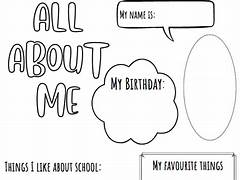 ALL
ABOUT
ME
MY NAME IS:
MY BIRTHDAY:
THINGS I LIKE ABOUT SCHOOL:
MY FAVOURITE THINGS